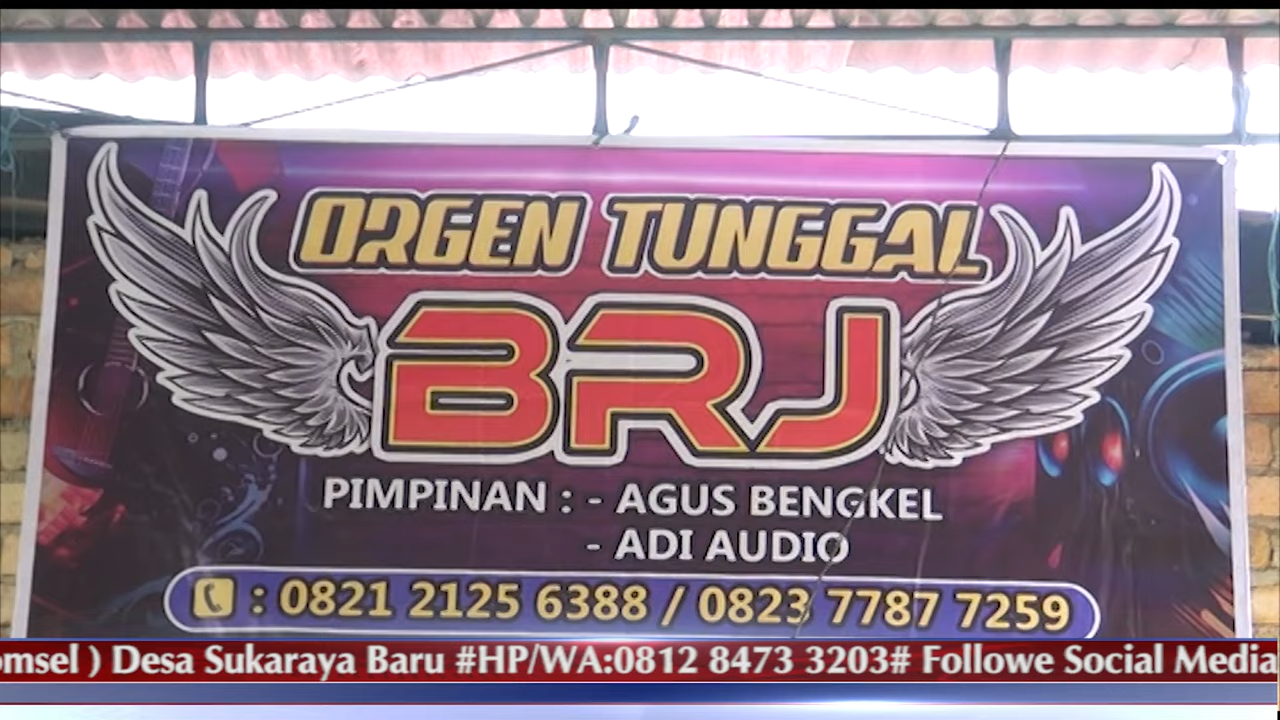 ORGEN TUNGGAL
BRJ
PIMPINAN : - AGUS BENGKEL
- ADI AUDIO
: 0821 2125 6388 / 0823 7787 7259
omsel ) Desa Sukaraya Baru #HP/WA:0812 8473 3203# Followe Social Media